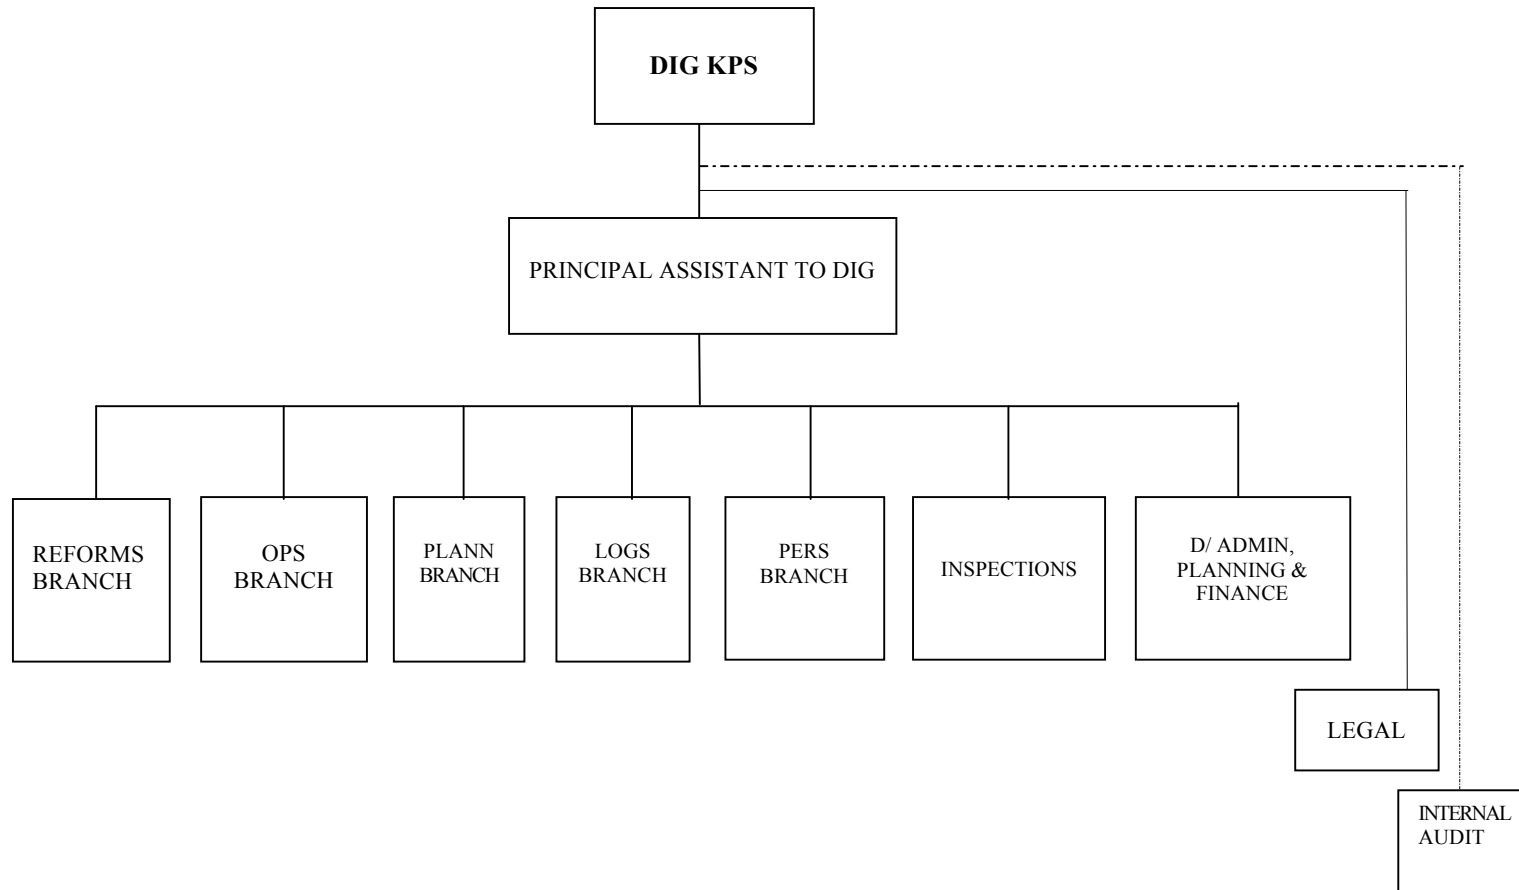 DIG KPS
PRINCIPAL ASSISTANT TO DIG
REFORMS
BRANCH
OPS
BRANCH
PLANN
BRANCH
LOGS
BRANCH
PERS
BRANCH
INSPECTIONS
D/ ADMIN,
PLANNING &
FINANCE
LEGAL
INTERNAL
AUDIT